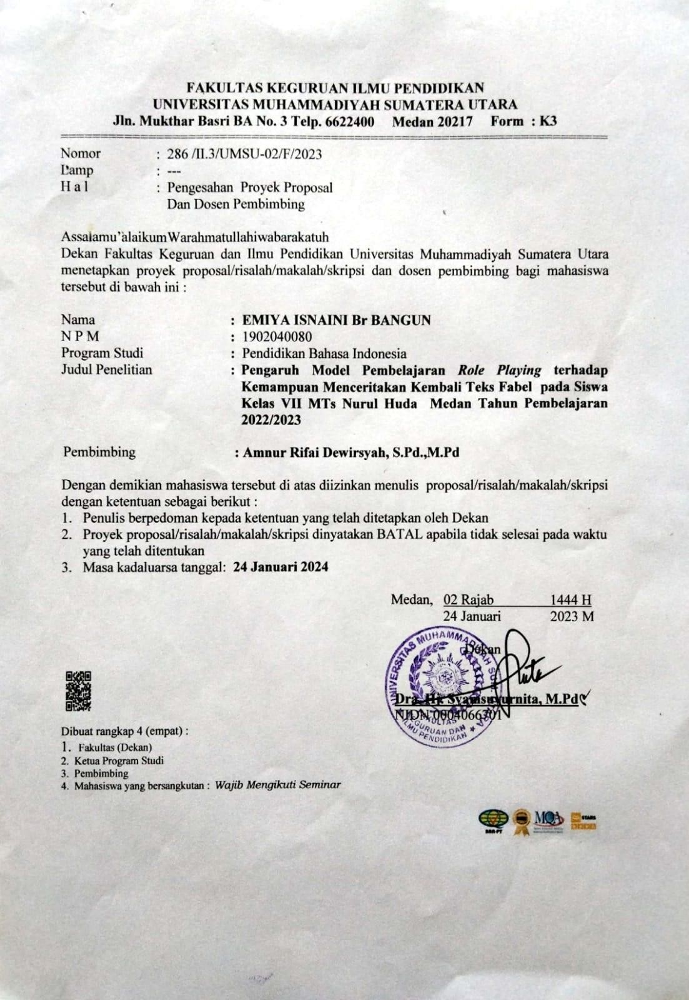 FAKULTAS KEGURUAN ILMU PENDIDIKAN
UNIVERSITAS MUHAMMADIYAH SUMATERA UTARA
Jln. Mukthar Basri BA No. 3 Telp. 6622400 Medan 20217 Form : K3
Nomor : 286 /II.3/UMSU-02/F/2023
Lamp : ---
H a l : Pengesahan Proyek Proposal
Dan Dosen Pembimbing
Assalamu'alaikumWarahmatullahiwabarakatuh
Dekan Fakultas Keguruan dan Ilmu Pendidikan Universitas Muhammadiyah Sumatera Utara
menetapkan proyek proposal/risalah/makalah/skripsi dan dosen pembimbing bagi mahasiswa
tersebut di bawah ini :
Nama : EMIYA ISNAINI Br BANGUN
N P M : 1902040080
Program Studi : Pendidikan Bahasa Indonesia
Judul Penelitian : Pengaruh Model Pembelajaran Role Playing terhadap
Kemampuan Menceritakan Kembali Teks Fabel pada Siswa
Kelas VII MTs Nurul Huda Medan Tahun Pembelajaran
2022/2023
Pembimbing : Amnur Rifai Dewirsyah, S.Pd.,M.Pd
Dengan demikian mahasiswa tersebut di atas diizinkan menulis proposal/risalah/makalah/skripsi
dengan ketentuan sebagai berikut :
1. Penulis berpedoman kepada ketentuan yang telah ditetapkan oleh Dekan
2. Proyek proposal/risalah/makalah/skripsi dinyatakan BATAL apabila tidak selesai pada waktu
yang telah ditentukan
3. Masa kadaluarsa tanggal: 24 Januari 2024
Medan, 02 Rajab 1444 H
24 Januari 2023 M
Dekan
UNIVERSITAS MUHAMMADIYAH
FAKULTAS
KEGURUAN DAN
ILMU PENDIDIKAN
Dra. Hj. Syamsuyurnita, M.Pd
NIDN 0004066701
Dibuat rangkap 4 (empat) :
1. Fakultas (Dekan)
2. Ketua Program Studi
3. Pembimbing
4. Mahasiswa yang bersangkutan : Wajib Mengikuti Seminar
BAN-PT
MQA
STARS